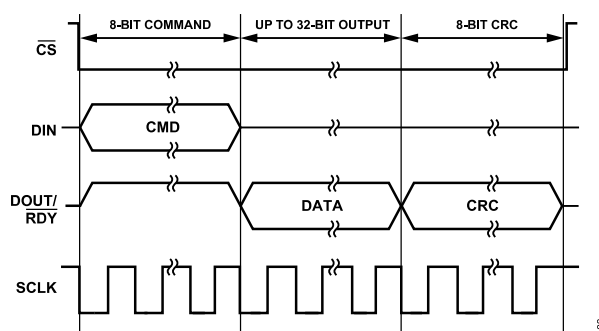 8-BIT COMMAND UP TO 32-BIT OUTPUT 8-BIT CRC
CS
DIN CMD
DOUT/
RDY DATA CRC
SCLK